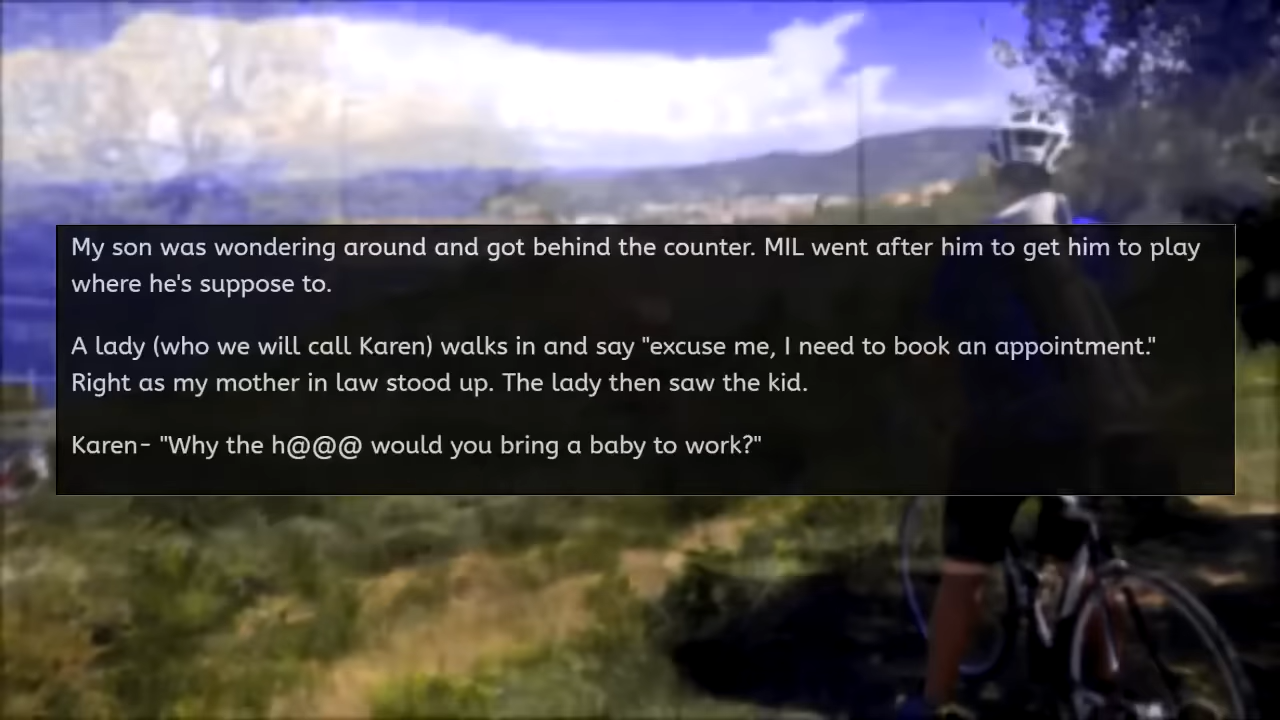 My son was wondering around and got behind the counter. MIL went after him to get him to play
where he's suppose to.
A lady (who we will call Karen) walks in and say "excuse me, I need to book an appointment."
Right as my mother in law stood up. The lady then saw the kid.
Karen- "Why the h@@@ would you bring a baby to work?"